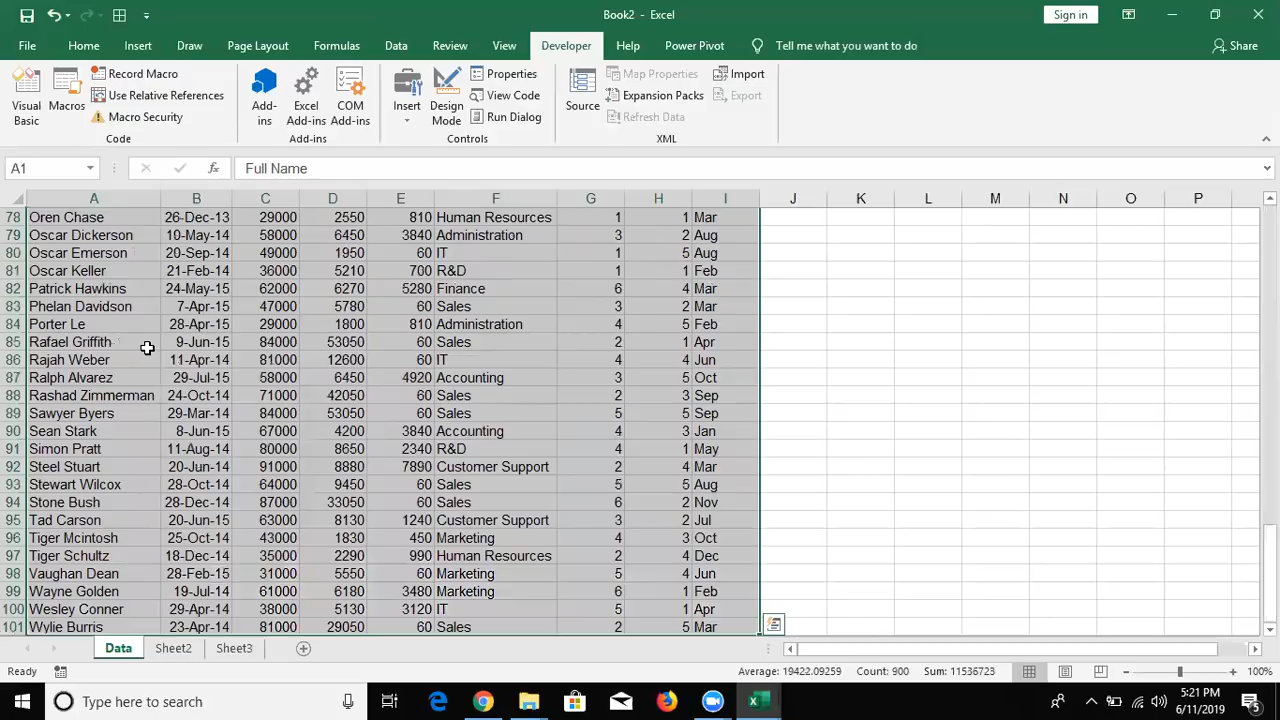 Book2 - Excel
Sign in
File Home Insert Draw Page Layout Formulas Data Review View Developer Help Power Pivot Tell me what you want to do Share
Visual Basic
Macros
Record Macro
Use Relative References
Macro Security
Code
Add-ins
Excel Add-ins
COM Add-ins
Add-ins
Insert
Design Mode
Properties
View Code
Run Dialog
Controls
Source
Map Properties
Expansion Packs
Refresh Data
Import
Export
XML
A1 fx Full Name
A B C D E F G H I J K L M N O P
78 Oren Chase 26-Dec-13 29000 2550 810 Human Resources 1 1 Mar
79 Oscar Dickerson 10-May-14 58000 6450 3840 Administration 3 2 Aug
80 Oscar Emerson 20-Sep-14 49000 1950 60 IT 1 5 Aug
81 Oscar Keller 21-Feb-14 36000 5210 700 R&D 1 1 Feb
82 Patrick Hawkins 24-May-15 62000 6270 5280 Finance 6 4 Mar
83 Phelan Davidson 7-Apr-15 47000 5780 60 Sales 3 2 Mar
84 Porter Le 28-Apr-15 29000 1800 810 Administration 4 5 Feb
85 Rafael Griffith 9-Jun-15 84000 53050 60 Sales 2 1 Apr
86 Rajah Weber 11-Apr-14 81000 12600 60 IT 4 4 Jun
87 Ralph Alvarez 29-Jul-15 58000 6450 4920 Accounting 3 5 Oct
88 Rashad Zimmerman 24-Oct-14 71000 42050 60 Sales 2 3 Sep
89 Sawyer Byers 29-Mar-14 84000 53050 60 Sales 5 5 Sep
90 Sean Stark 8-Jun-15 67000 4200 3840 Accounting 4 3 Jan
91 Simon Pratt 11-Aug-14 80000 8650 2340 R&D 4 1 May
92 Steel Stuart 20-Jun-14 91000 8880 7890 Customer Support 2 4 Mar
93 Stewart Wilcox 28-Oct-14 64000 9450 60 Sales 5 5 Aug
94 Stone Bush 28-Dec-14 87000 33050 60 Sales 6 2 Nov
95 Tad Carson 20-Jun-15 63000 8130 1240 Customer Support 3 2 Jul
96 Tiger Mcintosh 25-Oct-14 43000 1830 450 Marketing 4 3 Oct
97 Tiger Schultz 18-Dec-14 35000 2290 990 Human Resources 2 4 Dec
98 Vaughan Dean 28-Feb-15 31000 5550 60 Marketing 5 4 Jun
99 Wayne Golden 19-Jul-14 61000 6180 3480 Marketing 6 1 Feb
100 Wesley Conner 29-Apr-14 38000 5130 3120 IT 5 1 Apr
101 Wylie Burris 23-Apr-14 81000 29050 60 Sales 2 5 Mar
Data Sheet2 Sheet3
Ready Average: 19422.09259 Count: 900 Sum: 11536723 100%
Type here to search
5:21 PM
6/11/2019
5